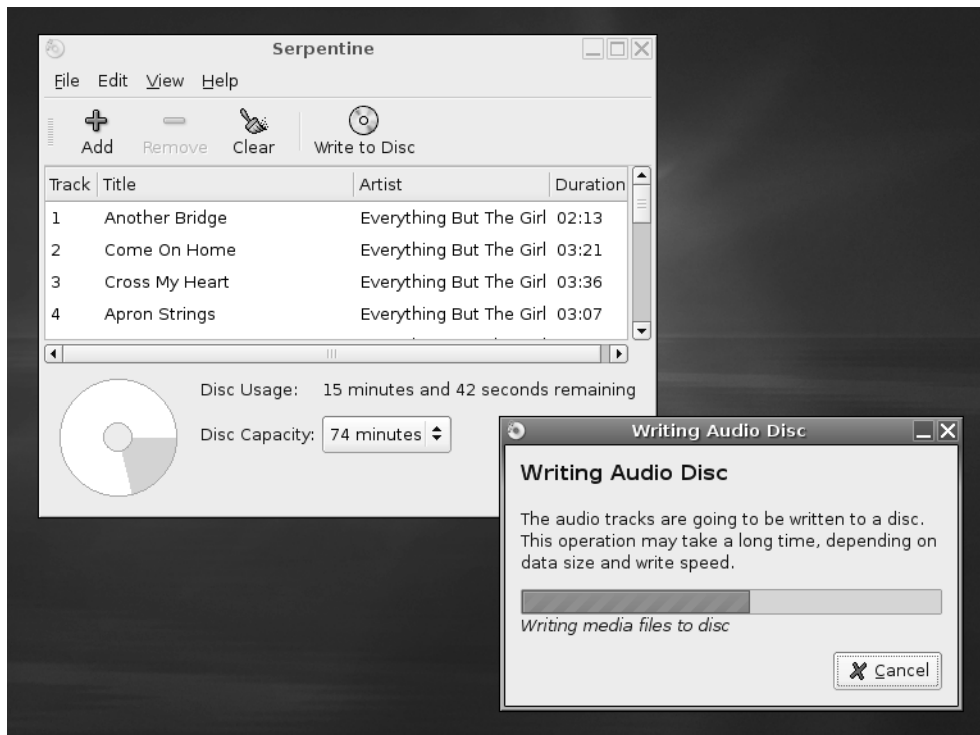 Serpentine
File Edit View Help
Add Remove Clear Write to Disc
Track Title Artist Duration
1 Another Bridge Everything But The Girl 02:13
2 Come On Home Everything But The Girl 03:21
3 Cross My Heart Everything But The Girl 03:36
4 Apron Strings Everything But The Girl 03:07
Disc Usage: 15 minutes and 42 seconds remaining
Disc Capacity: 74 minutes
Writing Audio Disc
Writing Audio Disc
The audio tracks are going to be written to a disc.
This operation may take a long time, depending on
data size and write speed.
Writing media files to disc
Cancel